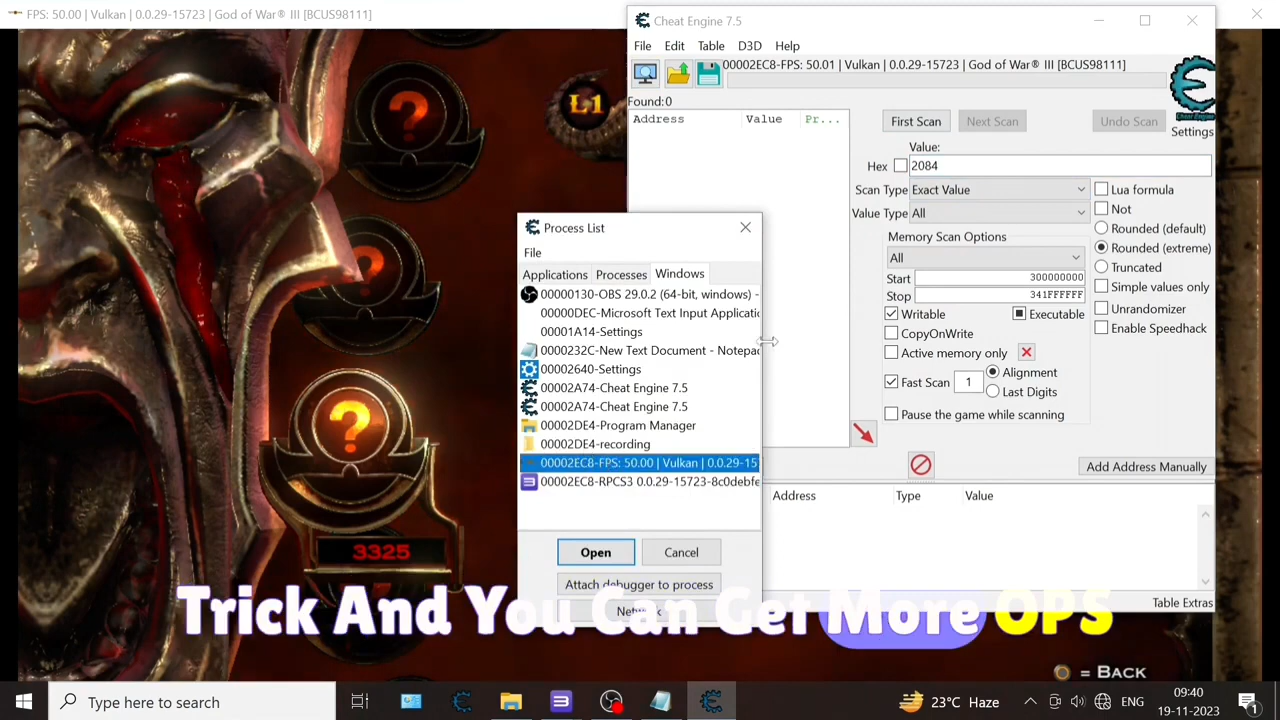 FPS: 50.00 | Vulkan | 0.0.29-15723 | God of War® III [BCUS98111]
Cheat Engine 7.5
File Edit Table D3D Help
00002EC8-FPS: 50.01 | Vulkan | 0.0.29-15723 | God of War® III [BCUS98111]
Found:0
Address Value Pr...
First Scan Next Scan Undo Scan
Cheat Engine
Settings
Value:
Hex 2084
Scan Type Exact Value
Value Type All
Lua formula
Not
Rounded (default)
Rounded (extreme)
Truncated
Simple values only
Unrandomizer
Enable Speedhack
Memory Scan Options
All
Start 300000000
Stop 341FFFFFF
Writable Executable
CopyOnWrite
Active memory only
Fast Scan 1 Alignment
Last Digits
Pause the game while scanning
Add Address Manually
Address Type Value
Table Extras
Process List
File
Applications Processes Windows
00000130-OBS 29.0.2 (64-bit, windows) -
00000DEC-Microsoft Text Input Applicatio
00001A14-Settings
0000232C-New Text Document - Notepad
00002640-Settings
00002A74-Cheat Engine 7.5
00002A74-Cheat Engine 7.5
00002DE4-Program Manager
00002DE4-recording
00002EC8-FPS: 50.00 | Vulkan | 0.0.29-15
00002EC8-RPCS3 0.0.29-15723-8c0debfe
Open Cancel
Attach debugger to process
Network
L1
?
?
?
3325
Trick And You Can Get More OPS
= BACK
Type here to search
23°C Haze
ENG
09:40
19-11-2023
1